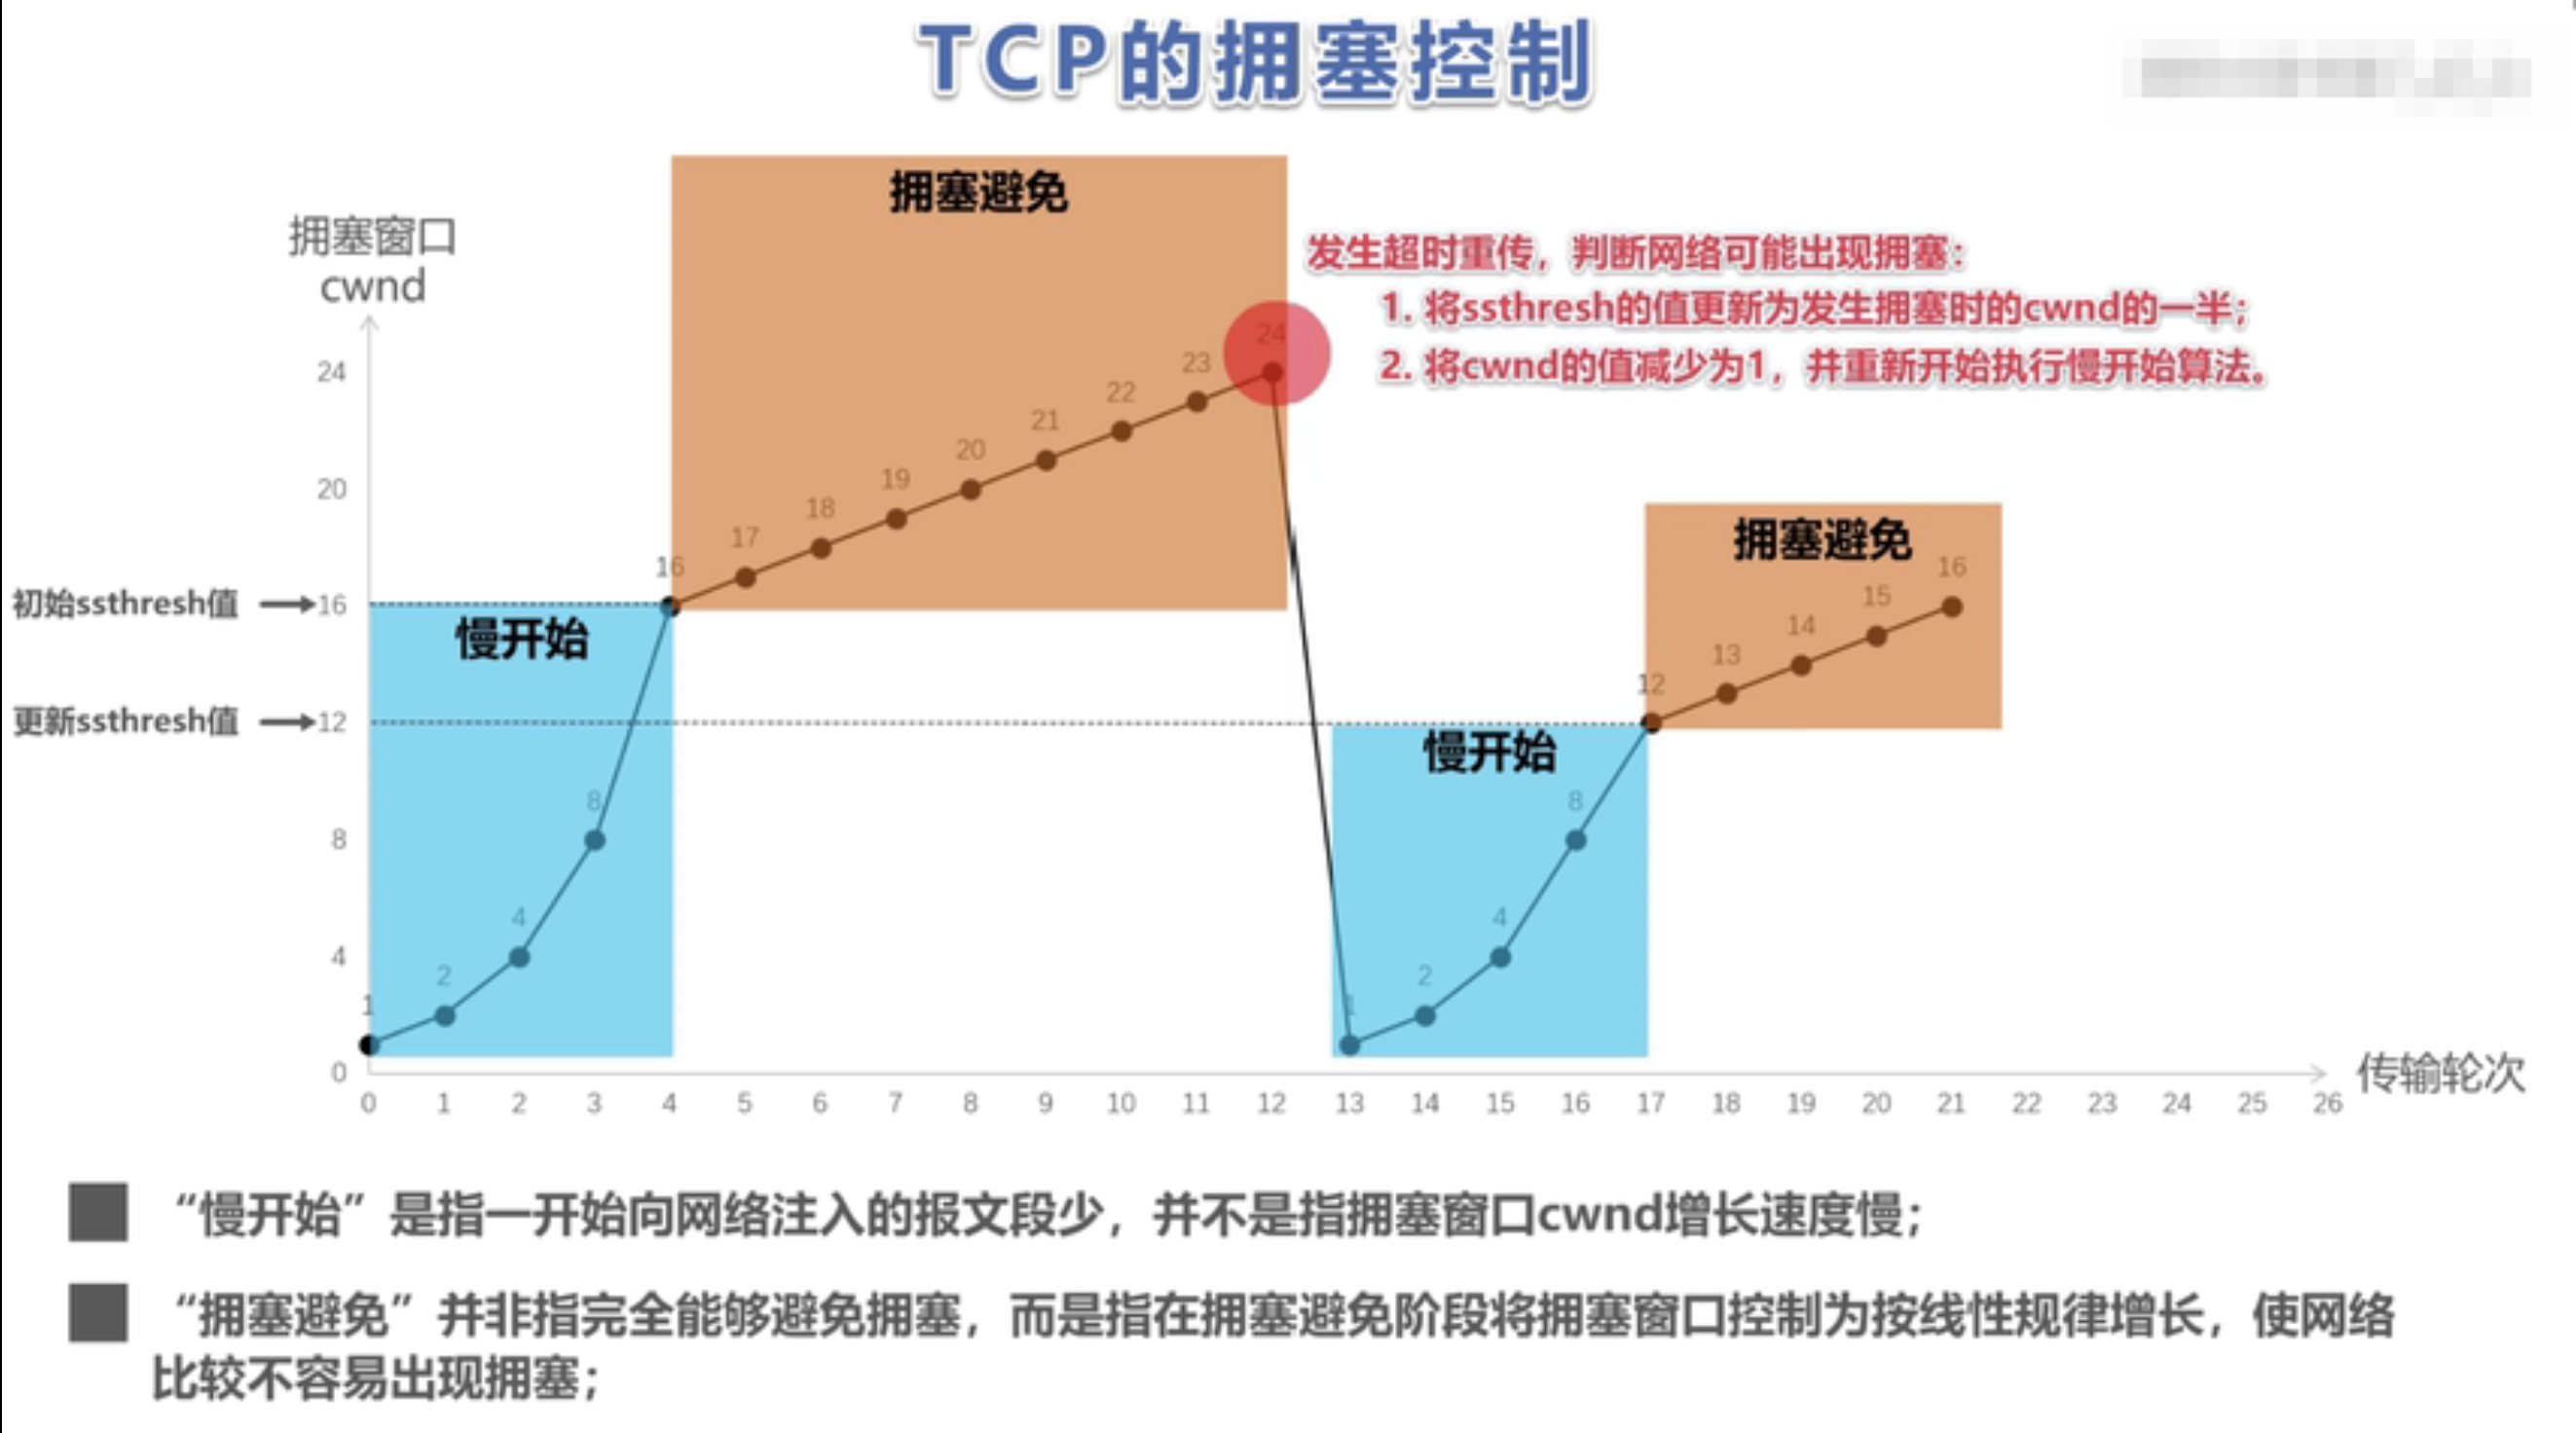 TCP的拥塞控制
拥塞窗口
cwnd
24
20
16
12
8
4
0
初始ssthresh值
更新ssthresh值
慢开始
1
2
4
8
16
拥塞避免
17
18
19
20
21
22
23
24
发生超时重传，判断网络可能出现拥塞：
1. 将ssthresh的值更新为发生拥塞时的cwnd的一半；
2. 将cwnd的值减少为1，并重新开始执行慢开始算法。
慢开始
1
2
4
8
12
拥塞避免
13
14
15
16
0 1 2 3 4 5 6 7 8 9 10 11 12 13 14 15 16 17 18 19 20 21 22 23 24 25 26
传输轮次
“慢开始”是指一开始向网络注入的报文段少，并不是指拥塞窗口cwnd增长速度慢；
“拥塞避免”并非指完全能够避免拥塞，而是指在拥塞避免阶段将拥塞窗口控制为按线性规律增长，使网络
比较不容易出现拥塞；